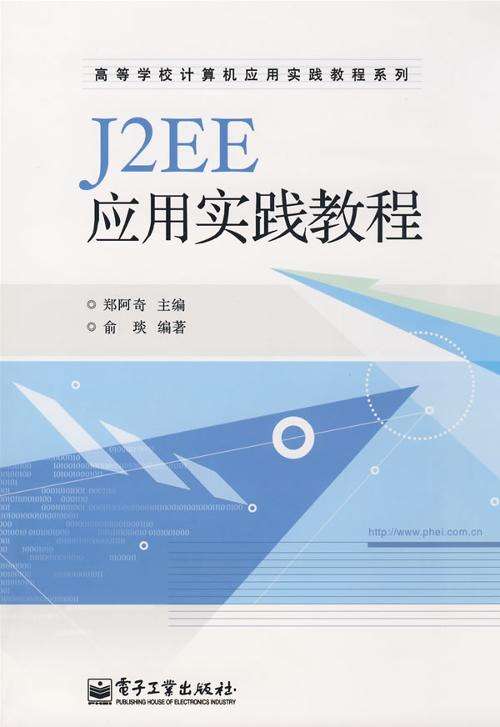 高等学校计算机应用实践教程系列
J2EE
应用实践教程
◎ 郑阿奇 主编
◎ 俞 琰 编著
http://www.phei.com.cn
電子工業出版社
PUBLISHING HOUSE OF ELECTRONICS INDUSTRY